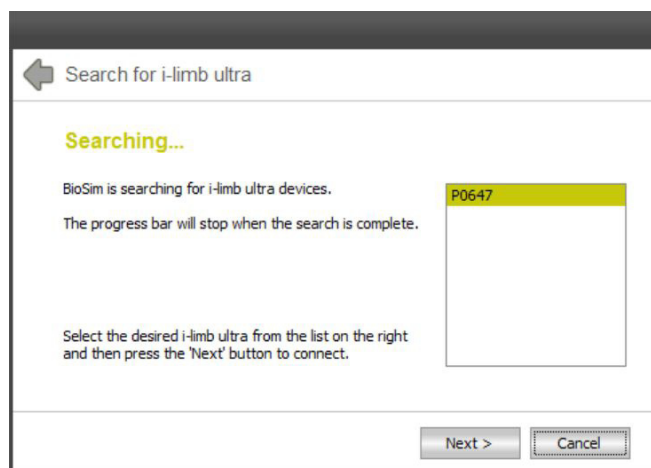 Search for i-limb ultra
Searching...
BioSim is searching for i-limb ultra devices.
The progress bar will stop when the search is complete.
P0647
Select the desired i-limb ultra from the list on the right
and then press the 'Next' button to connect.
Next >
Cancel